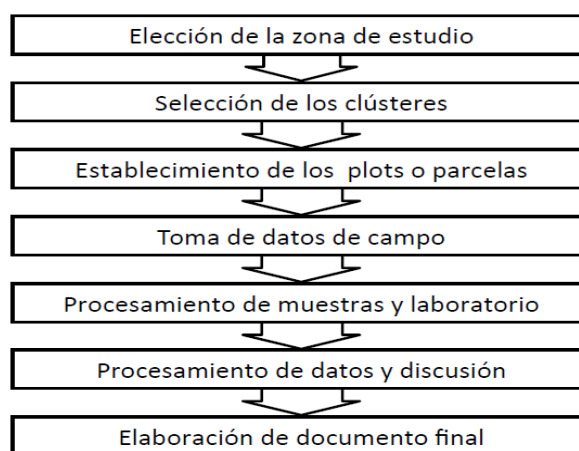 Elección de la zona de estudio
Selección de los clústeres
Establecimiento de los plots o parcelas
Toma de datos de campo
Procesamiento de muestras y laboratorio
Procesamiento de datos y discusión
Elaboración de documento final